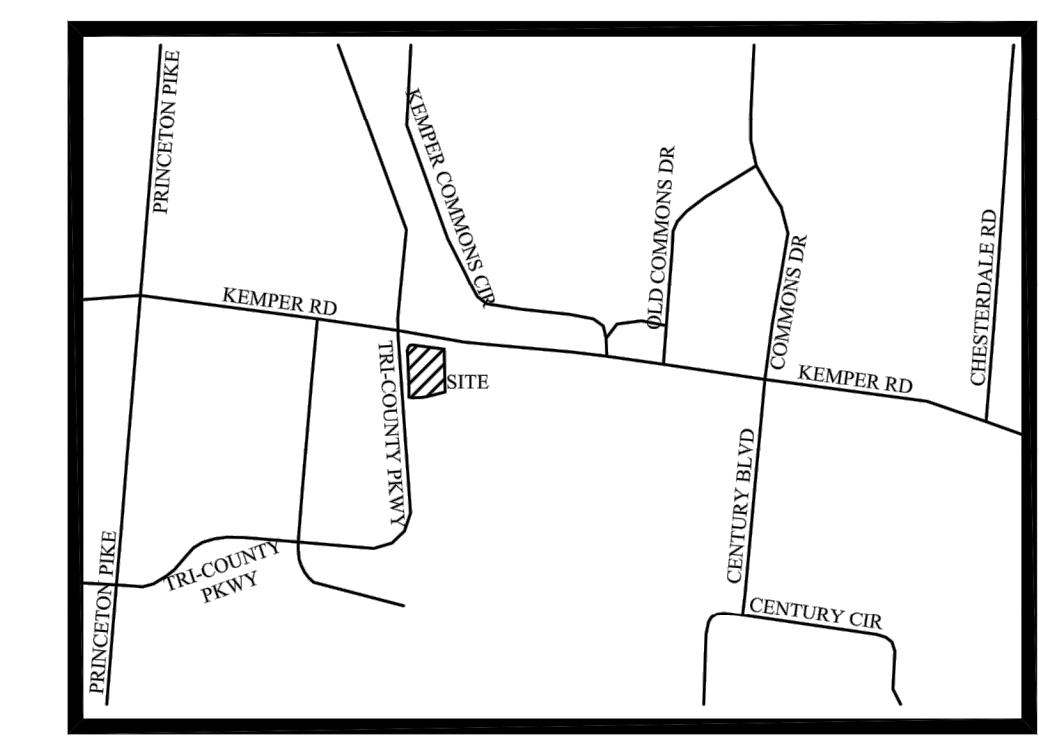 PRINCETON PIKE
KEMPER COMMONS CIR
OLD COMMONS DR
COMMONS DR
CHESTERDALE RD
KEMPER RD
TRI-COUNTY PKWY
SITE
KEMPER RD
CENTURY BLVD
PRINCETON PIKE
TRI-COUNTY
PKWY
CENTURY CIR